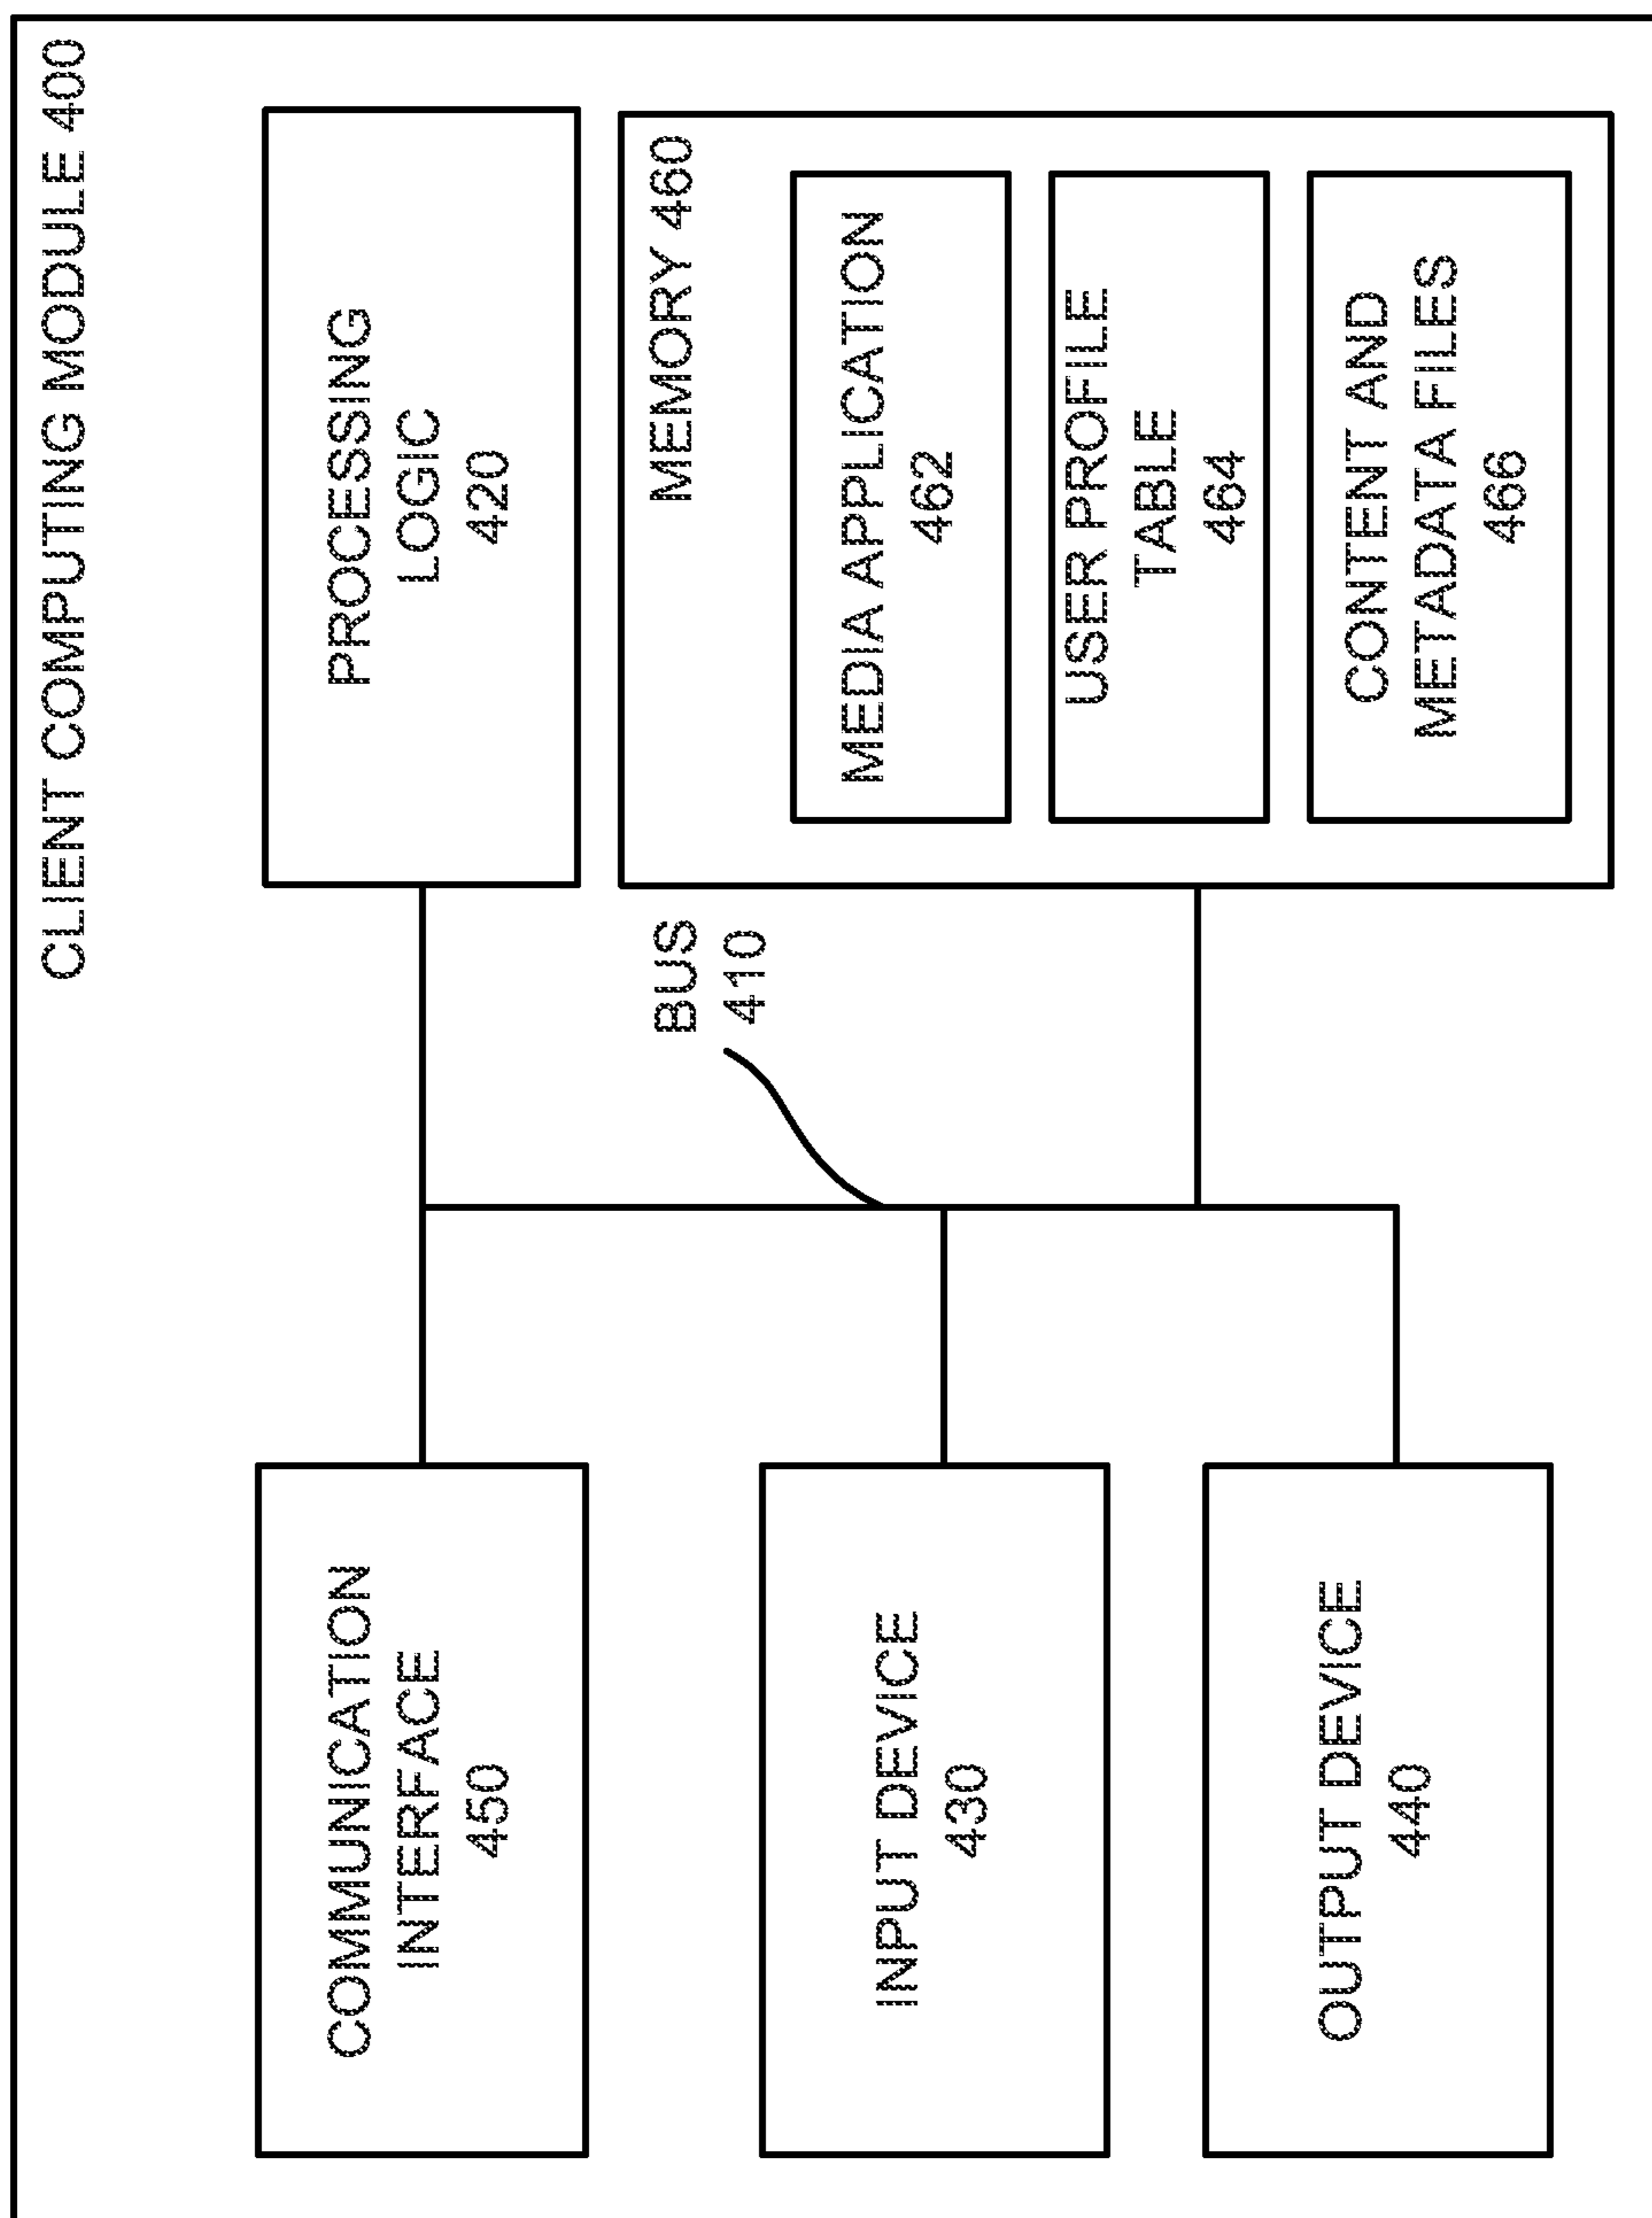 CLIENT COMPUTING MODULE 400
COMMUNICATION
INTERFACE
450
PROCESSING
LOGIC
420
BUS
410
MEMORY 460
INPUT DEVICE
430
MEDIA APPLICATION
462
USER PROFILE
TABLE
464
OUTPUT DEVICE
440
CONTENT AND
METADATA FILES
466